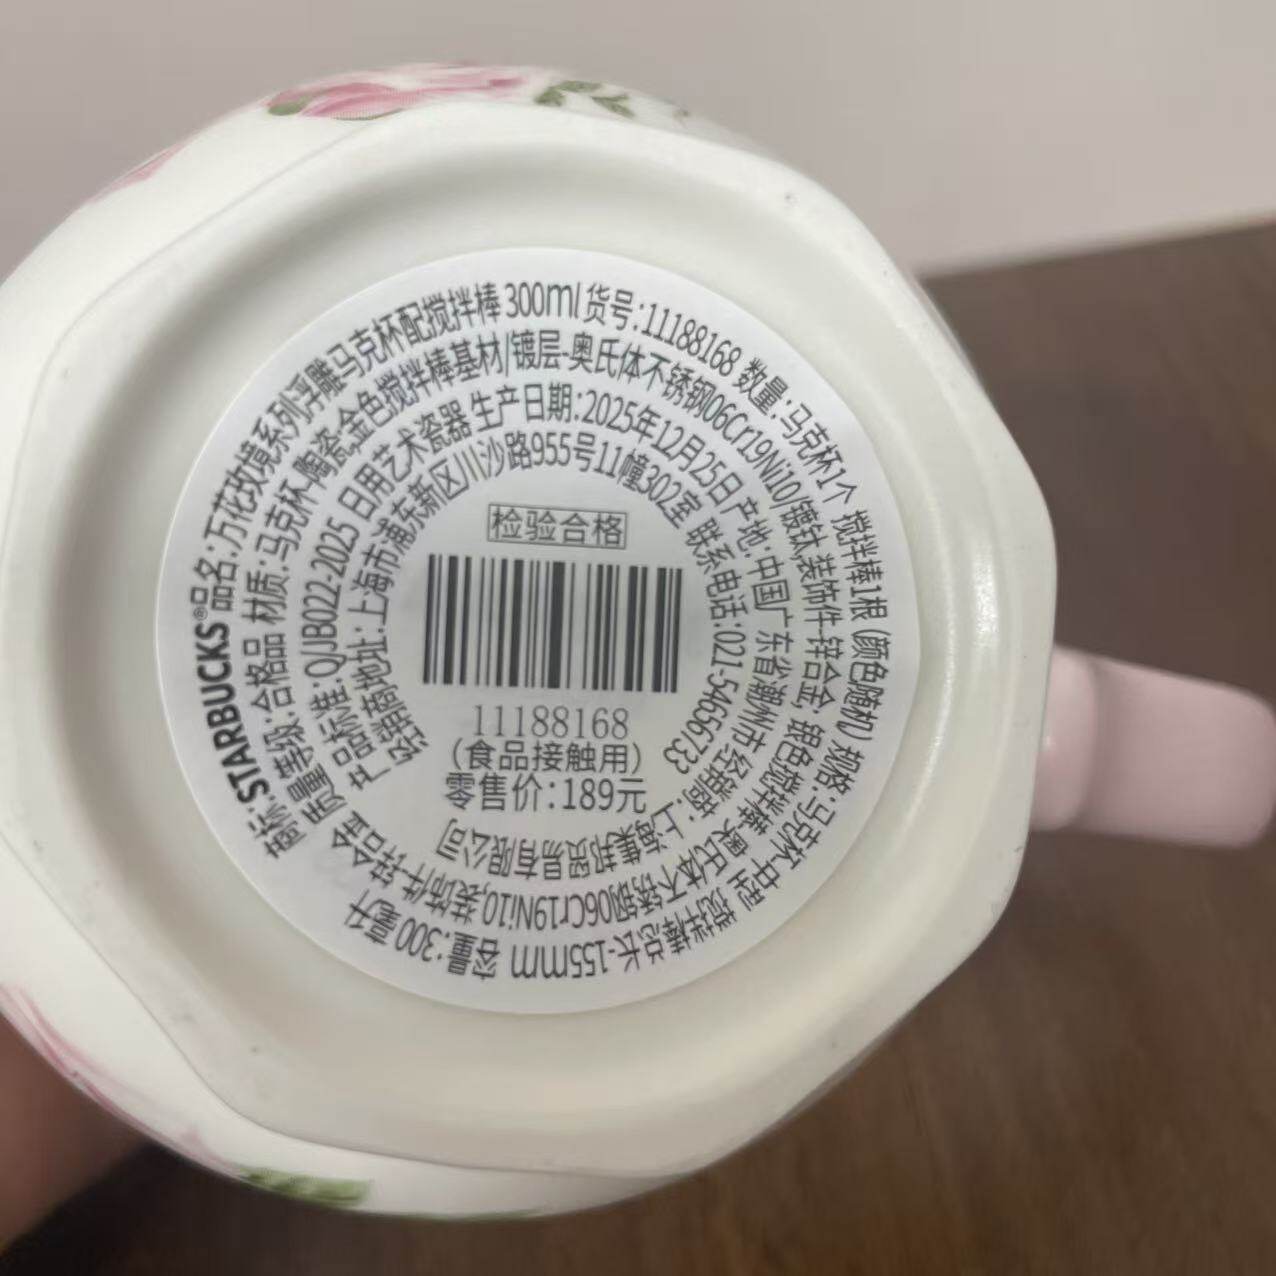 商标:STARBUCKS®品名:万花玫境系列浮雕马克杯配搅拌棒 300ml 货号:11188168 数量:马克杯1个 搅拌棒1根 (颜色随机) 规格:马克杯-中型 搅拌棒总长-155mm 容量:300毫升
质量等级:合格品 材质:马克杯-陶瓷,金色搅拌棒基材/镀层-奥氏体不锈钢06Cr19Ni10/镀钛,装饰件-锌合金 银色搅拌棒 奥氏体不锈钢06Cr19Ni10,装饰件-锌合金
产品标准:Q/JB022-2025 日用艺术瓷器 生产日期:2025年12月25日 产地:中国广东省潮州市 经销商:上海集邦贸易有限公司
经销商地址:上海市浦东新区川沙路955号11幢302室 联系电话:021-54656733
检验合格
11188168
(食品接触用)
零售价:189元